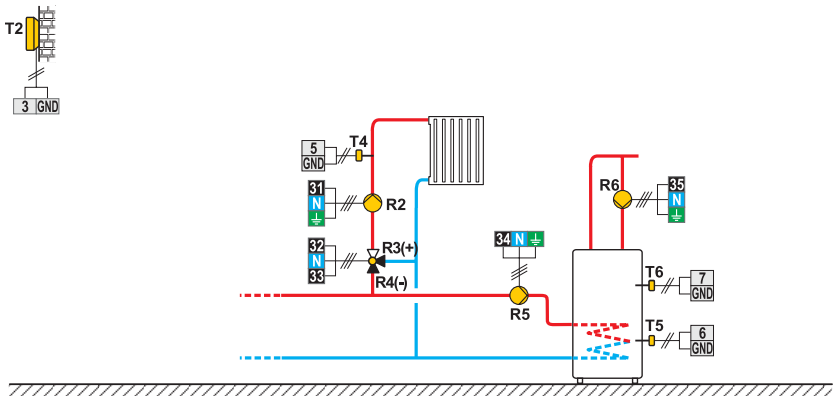 T2
3 GND
5
GND
T4
31
N
R2
32
N
33
R3(+)
R4(-)
34 N
R5
R6
35
N
T6
7
GND
T5
6
GND